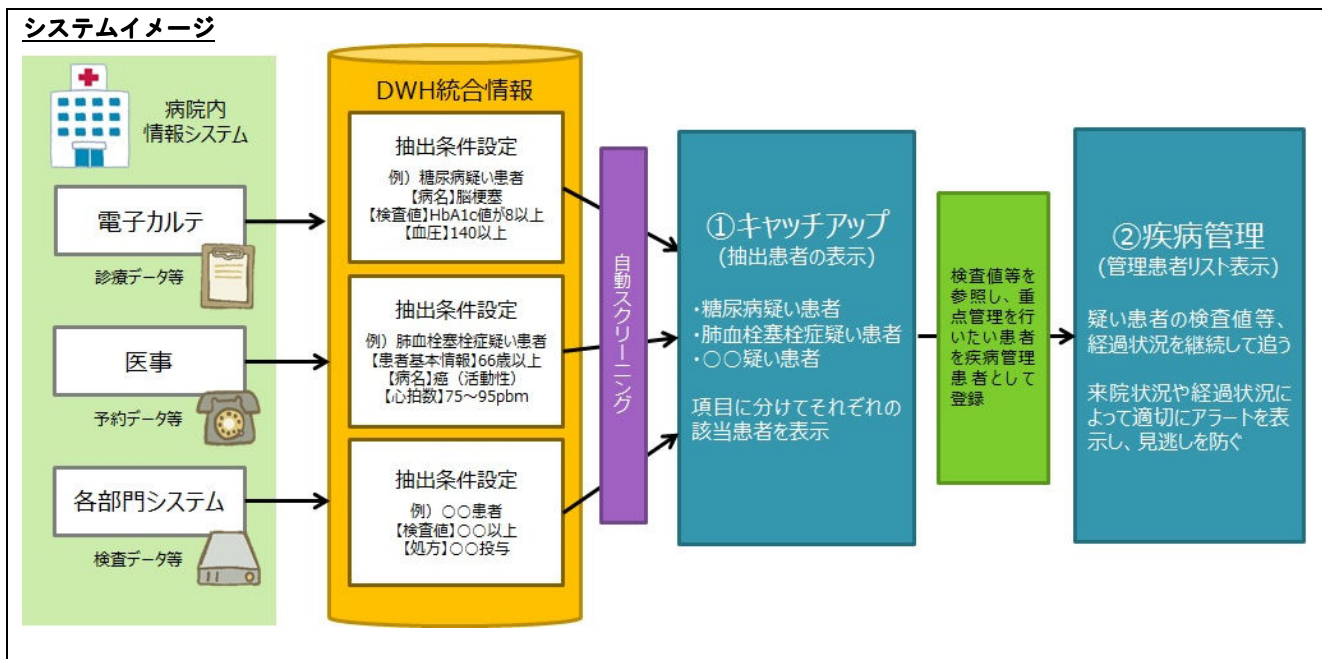 システムイメージ
病院内
情報システム
電子カルテ
診療データ等
医事
予約データ等
各部門システム
検査データ等
DWH統合情報
抽出条件設定
例）糖尿病疑い患者
【病名】脳梗塞
【検査値】HbA1c値が8以上
【血圧】140以上
抽出条件設定
例）肺血栓塞栓症疑い患者
【患者基本情報】66歳以上
【病名】癌（活動性）
【心拍数】75～95pbm
抽出条件設定
例）○○患者
【検査値】○○以上
【処方】○○投与
自動スクリーニング
①キャッチアップ
(抽出患者の表示)
・糖尿病疑い患者
・肺血栓塞栓症疑い患者
・○○疑い患者
項目に分けてそれぞれの
該当患者を表示
検査値等を
参照し、重
点管理を行
いたい患者
を疾病管理
患者として
登録
②疾病管理
(管理患者リスト表示)
疑い患者の検査値等、
経過状況を継続して追う
来院状況や経過状況に
よって適切にアラートを表
示し、見逃しを防ぐ